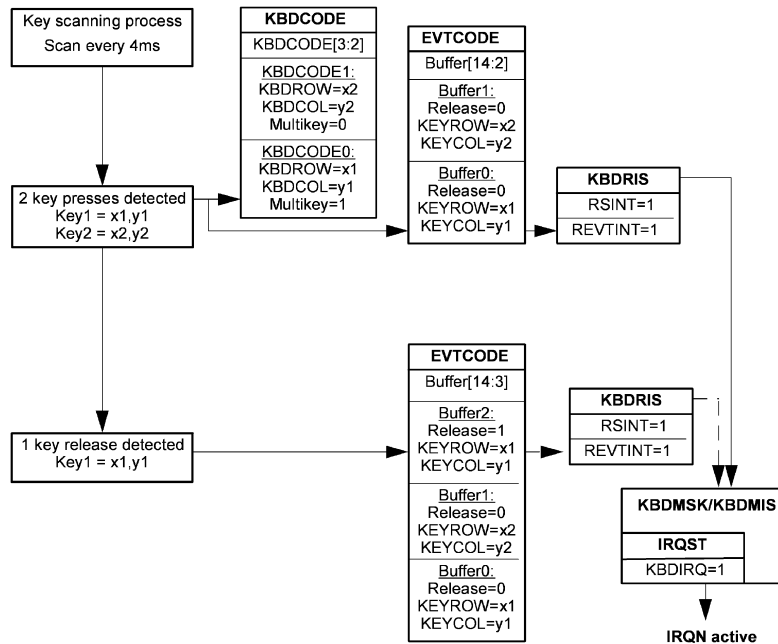 Key scanning process
Scan every 4ms
KBDCODE
KBDCODE[3:2]
KBDCODE1:
KBDROW=x2
KBDCOL=y2
Multikey=0
KBDCODE0:
KBDROW=x1
KBDCOL=y1
Multikey=1
EVTCODE
Buffer[14:2]
Buffer1:
Release=0
KEYROW=x2
KEYCOL=y2
Buffer0:
Release=0
KEYROW=x1
KEYCOL=y1
KBDRIS
RSINT=1
REVTINT=1
2 key presses detected
Key1 = x1,y1
Key2 = x2,y2
EVTCODE
Buffer[14:3]
Buffer2:
Release=1
KEYROW=x1
KEYCOL=y1
Buffer1:
Release=0
KEYROW=x2
KEYCOL=y2
Buffer0:
Release=0
KEYROW=x1
KEYCOL=y1
KBDRIS
RSINT=1
REVTINT=1
1 key release detected
Key1 = x1,y1
KBDMSK/KBDMIS
IRQST
KBDIRQ=1
IRQN active